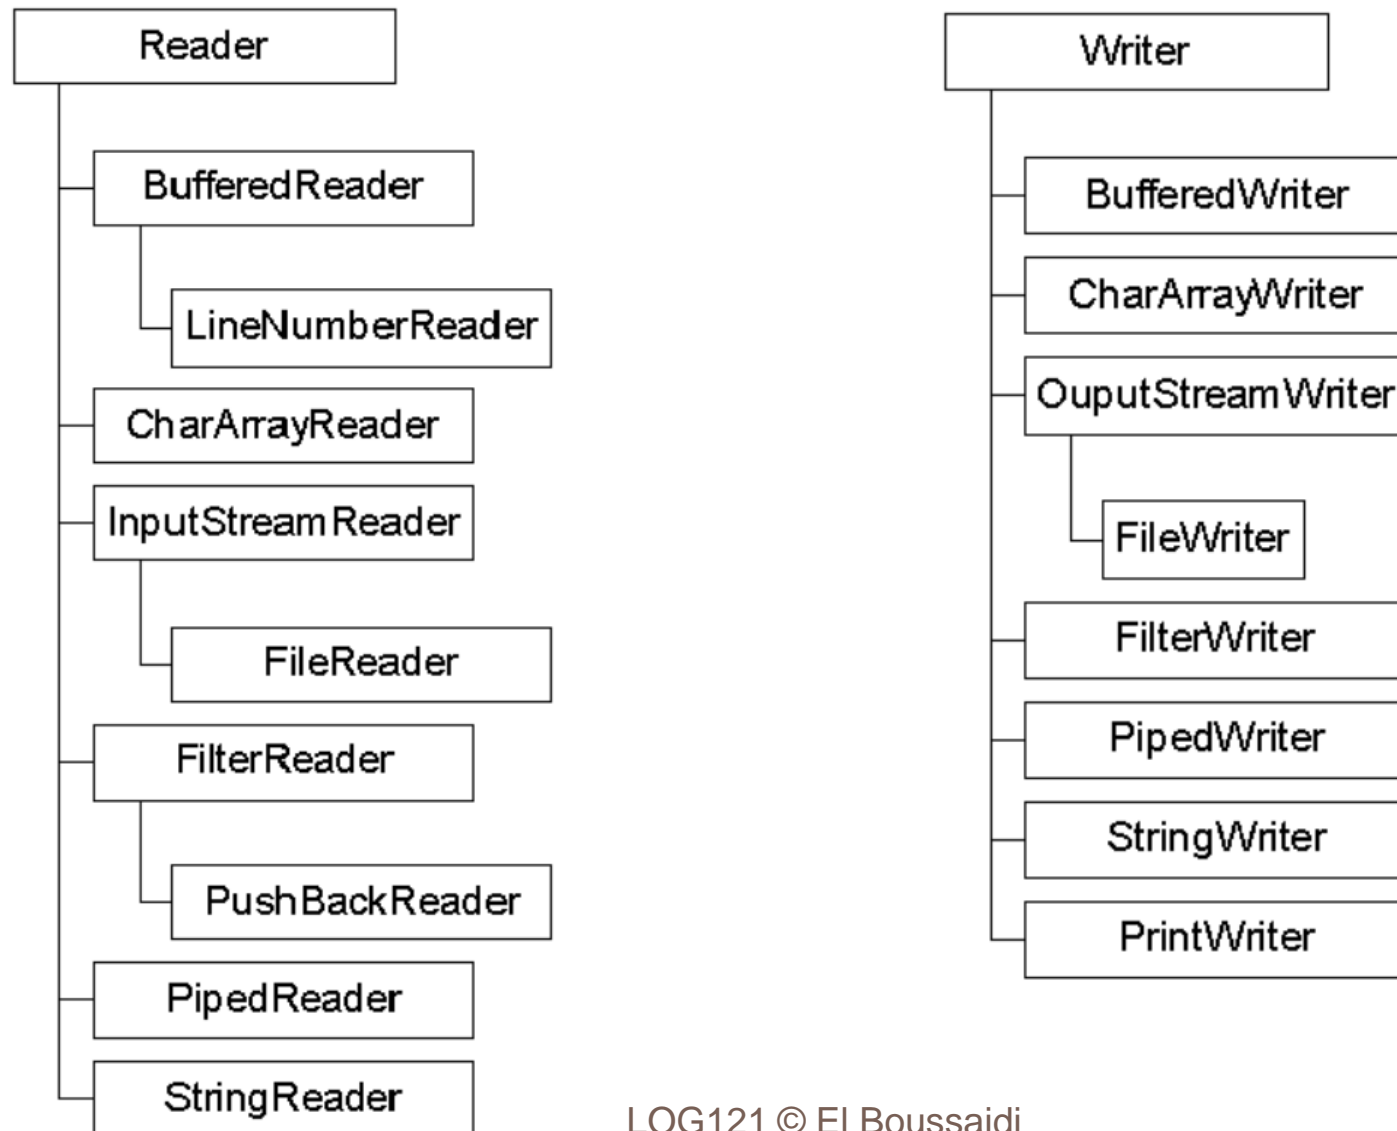 Reader
BufferedReader
LineNumberReader
CharArrayReader
InputStreamReader
FileReader
FilterReader
PushBackReader
PipedReader
StringReader
Writer
BufferedWriter
CharArrayWriter
OuputStreamWriter
FileWriter
FilterWriter
PipedWriter
StringWriter
PrintWriter
LOG121 © El Boussaidi